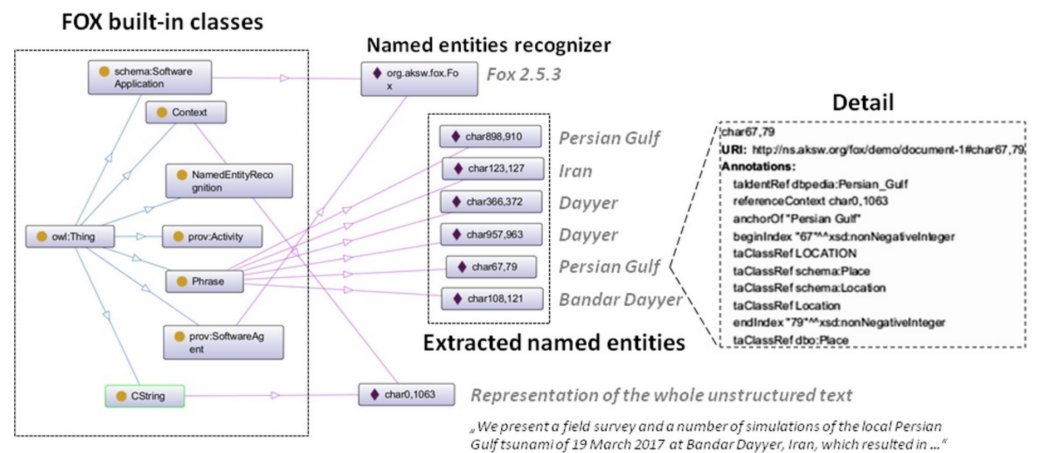 FOX built-in classes
schema:Software
Application
Context
NamedEntityReco
gnition
owl:Thing
prov:Activity
Phrase
prov:SoftwareAg
ent
CString
Named entities recognizer
org.aksw.fox.Fo
x
Fox 2.5.3
char898,910
Persian Gulf
char123,127
Iran
char366,372
Dayyer
char957,963
Dayyer
char67,79
Persian Gulf
char108,121
Bandar Dayyer
Extracted named entities
char0,1063
Representation of the whole unstructured text
„We present a field survey and a number of simulations of the local Persian
Gulf tsunami of 19 March 2017 at Bandar Dayyer, Iran, which resulted in ...“
Detail
char67,79
URI: http://ns.aksw.org/fox/demo/document-1#char67,79
Annotations:
taIdentRef dbpedia:Persian_Gulf
referenceContext char0,1063
anchorOf "Persian Gulf"
beginIndex "67"^^xsd:nonNegativeInteger
taClassRef LOCATION
taClassRef schema:Place
taClassRef schema:Location
taClassRef Location
endIndex "79"^^xsd:nonNegativeInteger
taClassRef dbo:Place